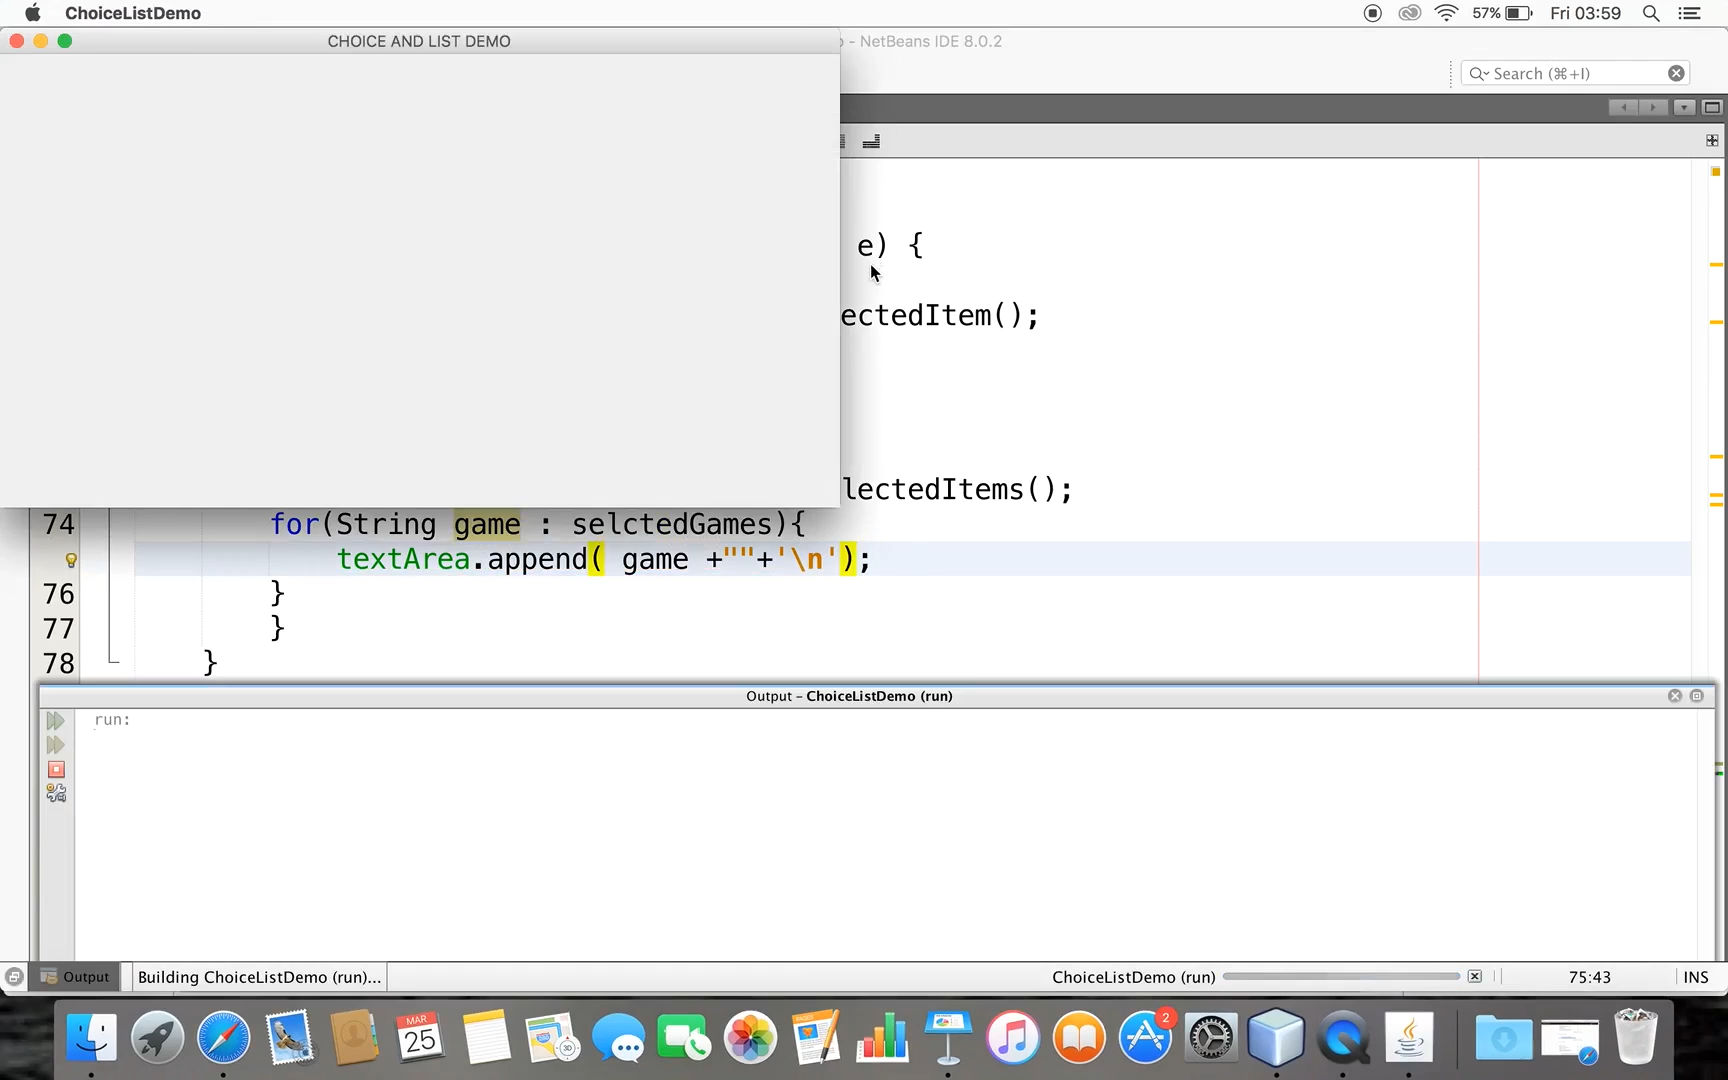 ChoiceListDemo
57%
Fri 03:59
CHOICE AND LIST DEMO
- NetBeans IDE 8.0.2
Search (⌘+I)
e) {
ectedItem();
lectedItems();
74 for(String game : selctedGames){
textArea.append( game +""+'\n');
76 }
77 }
78 }
Output – ChoiceListDemo (run)
run:
Output
Building ChoiceListDemo (run)...
ChoiceListDemo (run)
75:43
INS
MAR
25
2